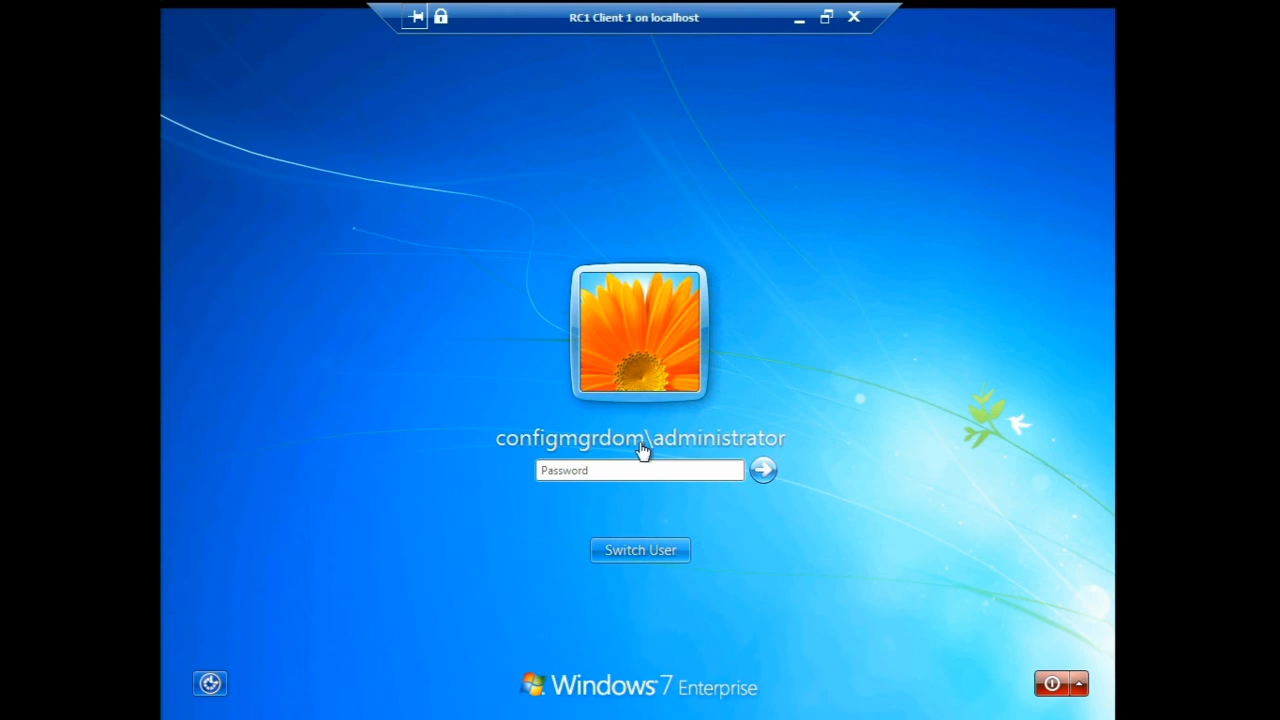 RC1 Client 1 on localhost
configmgrdom\administrator
Password
Switch User
Windows 7 Enterprise